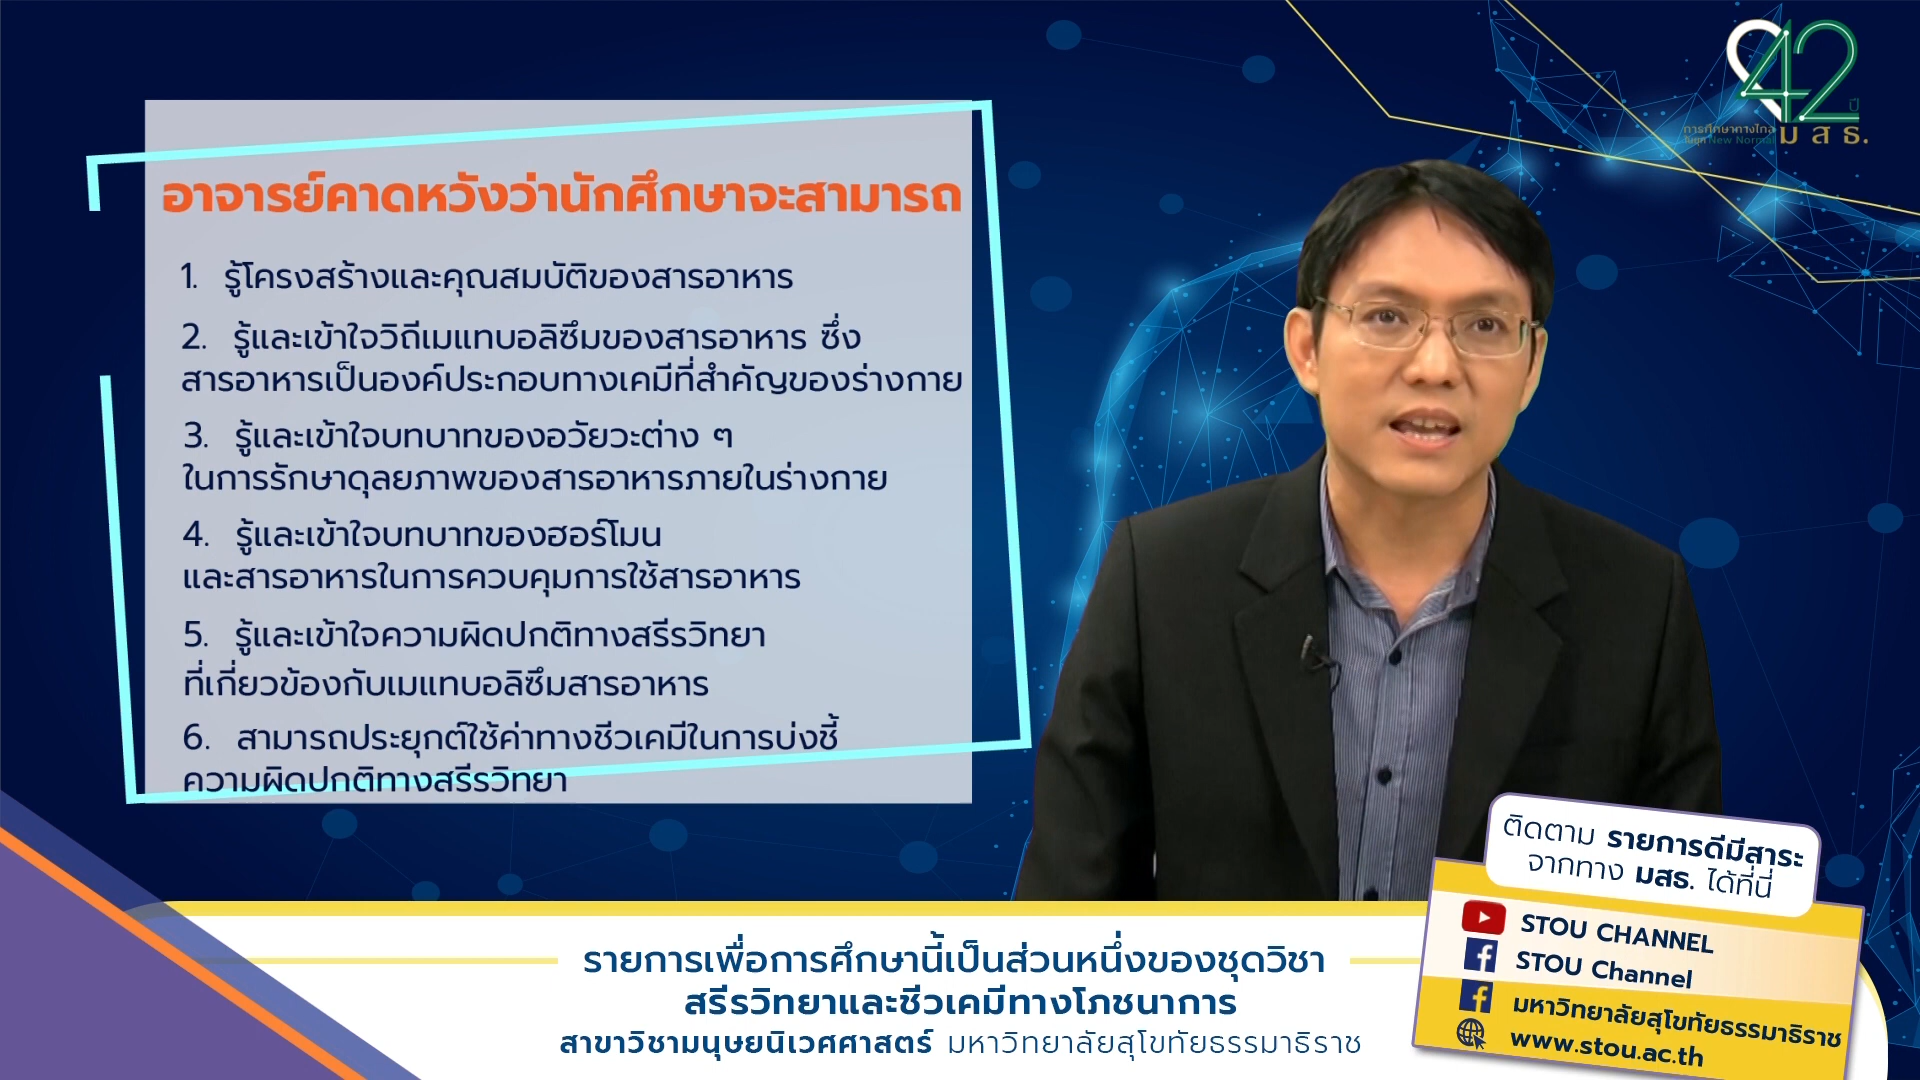 42
ปี
การศึกษาทางไกล
ในยุค New Normal
ม ส ธ.
อาจารย์คาดหวังว่านักศึกษาจะสามารถ
1. รู้โครงสร้างและคุณสมบัติของสารอาหาร
2. รู้และเข้าใจวิถีเมแทบอลิซึมของสารอาหาร ซึ่ง
สารอาหารเป็นองค์ประกอบทางเคมีที่สำคัญของร่างกาย
3. รู้และเข้าใจบทบาทของอวัยวะต่าง ๆ
ในการรักษาดุลยภาพของสารอาหารภายในร่างกาย
4. รู้และเข้าใจบทบาทของฮอร์โมน
และสารอาหารในการควบคุมการใช้สารอาหาร
5. รู้และเข้าใจความผิดปกติทางสรีรวิทยา
ที่เกี่ยวข้องกับเมแทบอลิซึมสารอาหาร
6. สามารถประยุกต์ใช้ค่าทางชีวเคมีในการบ่งชี้
ความผิดปกติทางสรีรวิทยา
ติดตาม รายการดีมีสาระ
จากทาง มสธ. ได้ที่นี่
STOU CHANNEL
STOU Channel
มหาวิทยาลัยสุโขทัยธรรมาธิราช
www.stou.ac.th
รายการเพื่อการศึกษานี้เป็นส่วนหนึ่งของชุดวิชา
สรีรวิทยาและชีวเคมีทางโภชนาการ
สาขาวิชามนุษยนิเวศศาสตร์ มหาวิทยาลัยสุโขทัยธรรมาธิราช